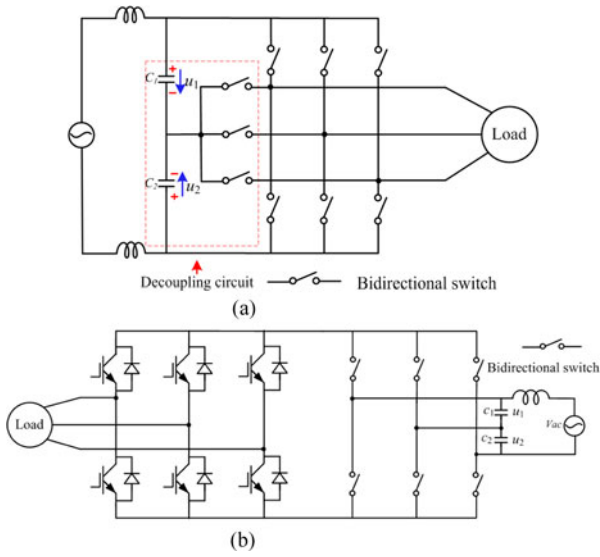 C1
+
-
u1
Load
C2
-
+
u2
Decoupling circuit
Bidirectional switch
(a)
Bidirectional switch
Load
c1 u1
Vac
c2 u2
(b)